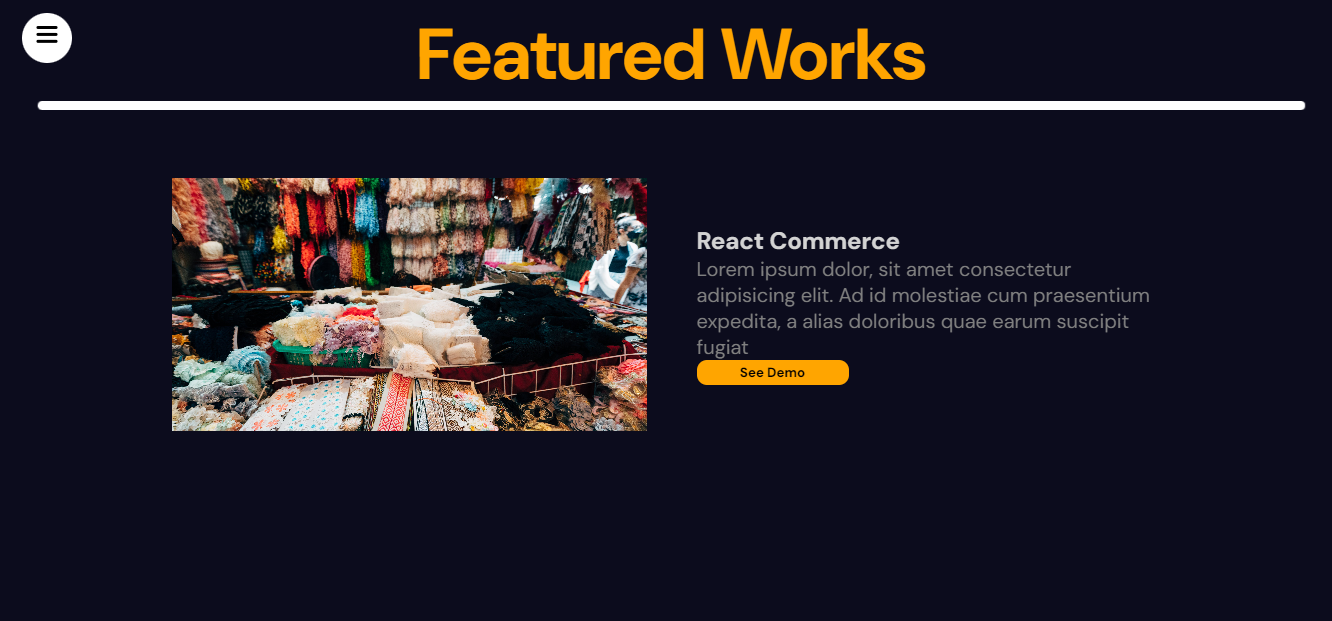 Featured Works
React Commerce
Lorem ipsum dolor, sit amet consectetur
adipisicing elit. Ad id molestiae cum praesentium
expedita, a alias doloribus quae earum suscipit
fugiat
See Demo